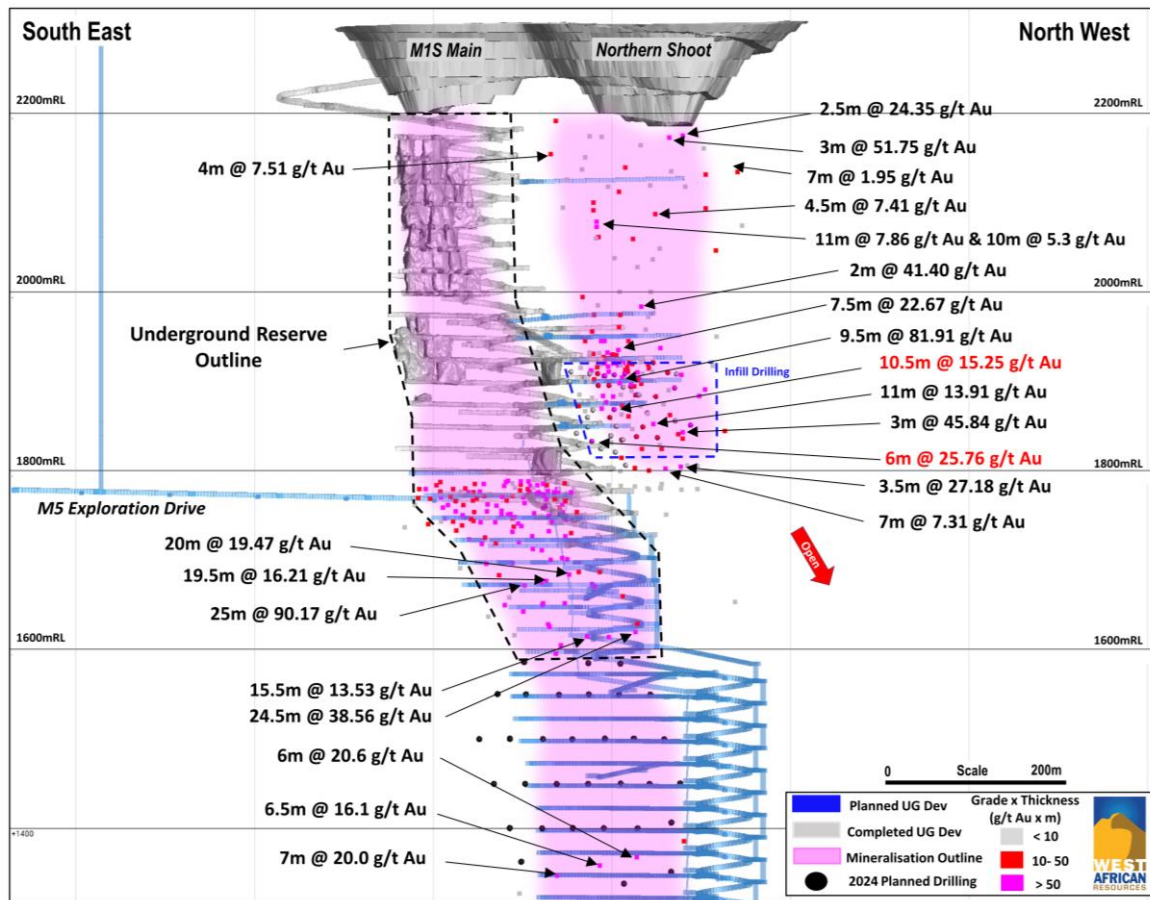 South East
M1S Main
Northern Shoot
North West
2200mRL
2200mRL
2.5m @ 24.35 g/t Au
3m @ 51.75 g/t Au
4m @ 7.51 g/t Au
7m @ 1.95 g/t Au
4.5m @ 7.41 g/t Au
11m @ 7.86 g/t Au & 10m @ 5.3 g/t Au
2m @ 41.40 g/t Au
2000mRL
2000mRL
7.5m @ 22.67 g/t Au
Underground Reserve
Outline
9.5m @ 81.91 g/t Au
10.5m @ 15.25 g/t Au
Infill Drilling
11m @ 13.91 g/t Au
3m @ 45.84 g/t Au
6m @ 25.76 g/t Au
1800mRL
1800mRL
3.5m @ 27.18 g/t Au
M5 Exploration Drive
7m @ 7.31 g/t Au
20m @ 19.47 g/t Au
19.5m @ 16.21 g/t Au
Open
25m @ 90.17 g/t Au
1600mRL
1600mRL
15.5m @ 13.53 g/t Au
24.5m @ 38.56 g/t Au
6m @ 20.6 g/t Au
6.5m @ 16.1 g/t Au
7m @ 20.0 g/t Au
+1400
0 Scale 200m
Planned UG Dev
Completed UG Dev
Mineralisation Outline
2024 Planned Drilling
Grade x Thickness
(g/t Au x m)
< 10
10- 50
> 50
WEST
AFRICAN
RESOURCES